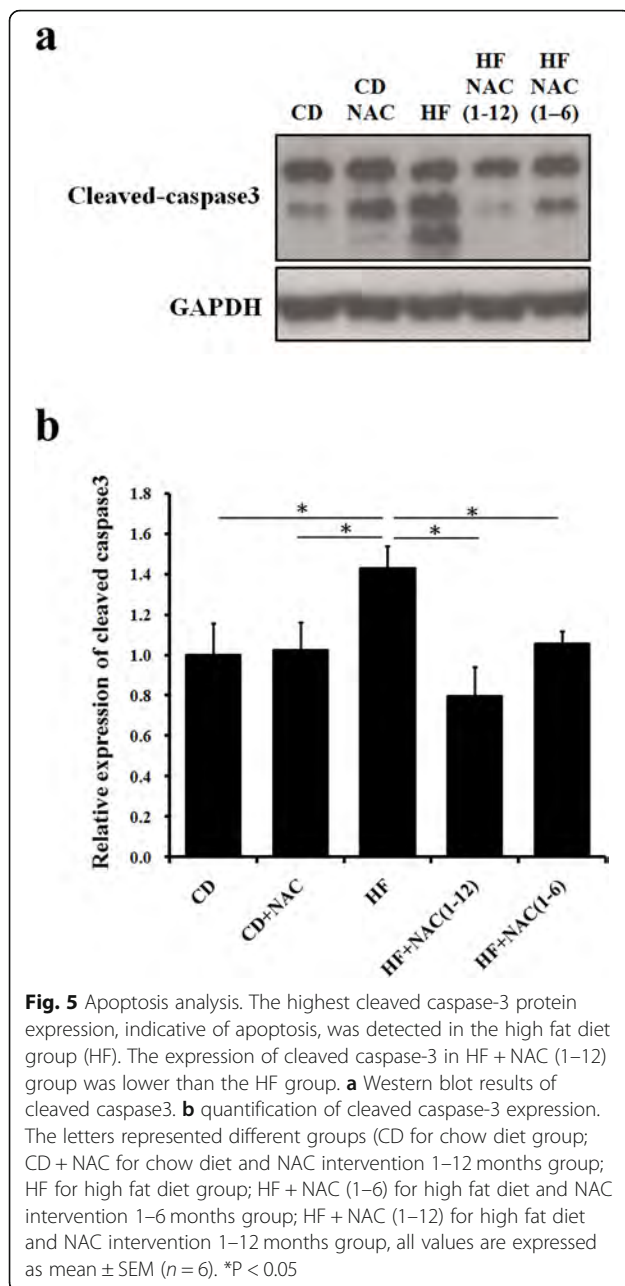 a
HF HF
CD NAC NAC
CD NAC HF (1-12) (1–6)
Cleaved-caspase3
GAPDH
b
Relative expression of cleaved caspase3
1.8
1.6
1.4
1.2
1.0
0.8
0.6
0.4
0.2
0.0
* * * *
CD
CD+NAC
HF
HF+NAC(1-12)
HF+NAC(1-6)
Fig. 5 Apoptosis analysis. The highest cleaved caspase-3 protein
expression, indicative of apoptosis, was detected in the high fat diet
group (HF). The expression of cleaved caspase-3 in HF + NAC (1–12)
group was lower than the HF group. a Western blot results of
cleaved caspase3. b quantification of cleaved caspase-3 expression.
The letters represented different groups (CD for chow diet group;
CD + NAC for chow diet and NAC intervention 1–12 months group;
HF for high fat diet group; HF + NAC (1–6) for high fat diet and NAC
intervention 1–6 months group; HF + NAC (1–12) for high fat diet
and NAC intervention 1–12 months group, all values are expressed
as mean ± SEM (n = 6). *P < 0.05